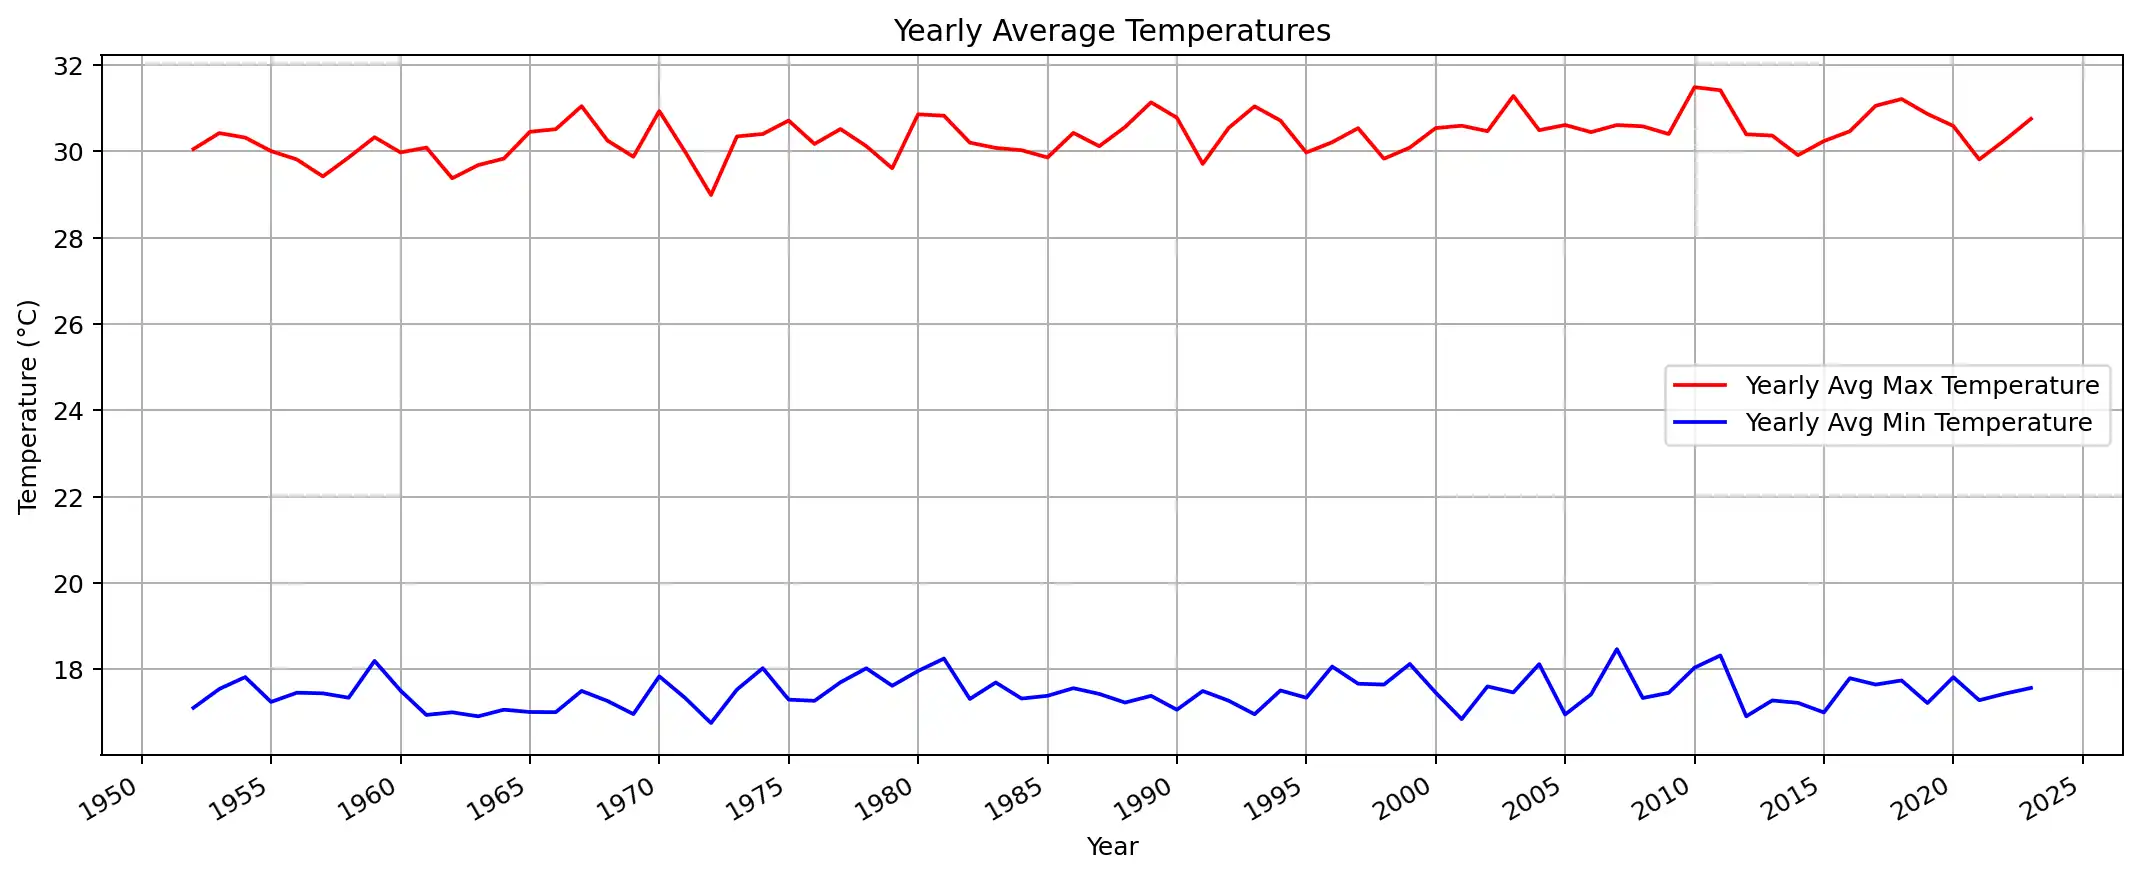 Yearly Average Temperatures
32
30
28
26
24
22
20
18
Temperature (°C)
Yearly Avg Max Temperature
Yearly Avg Min Temperature
1950 1955 1960 1965 1970 1975 1980 1985 1990 1995 2000 2005 2010 2015 2020 2025
Year